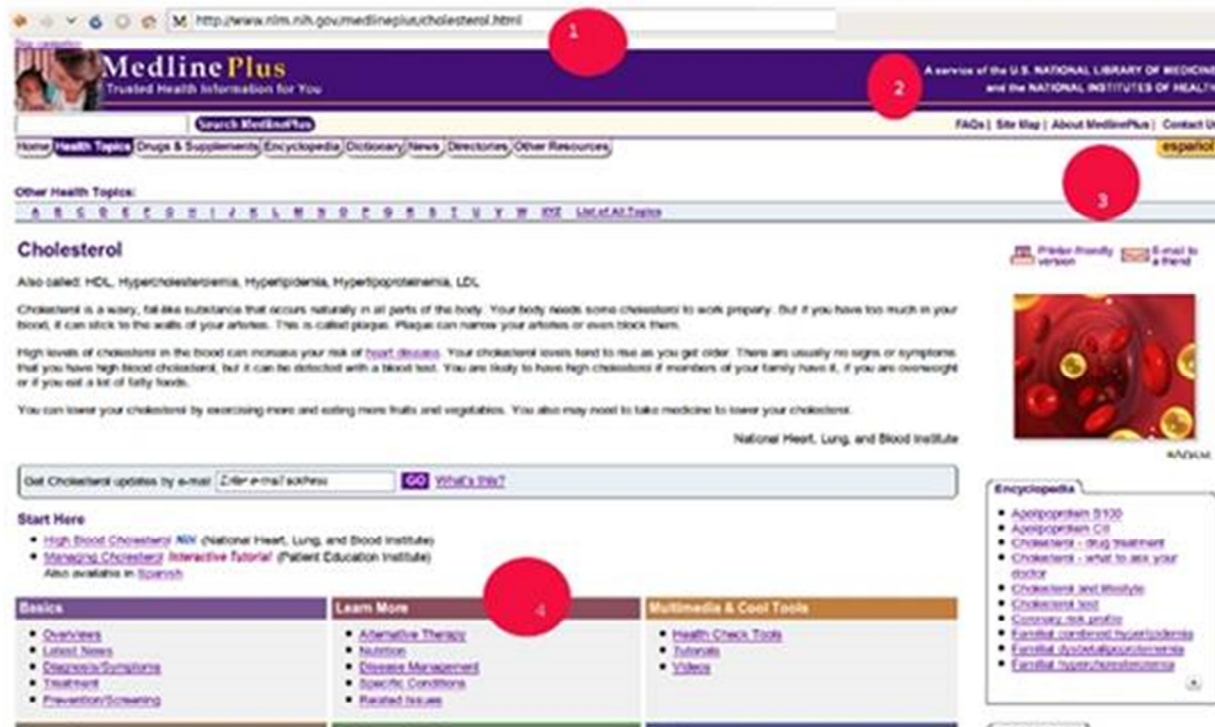 http://www.nlm.nih.gov/medlineplus/cholesterol.html
1
Skip navigation
MedlinePlus
Trusted Health Information for You
2
A service of the U.S. NATIONAL LIBRARY OF MEDICINE
and the NATIONAL INSTITUTES OF HEALTH
Search MedlinePlus
FAQs | Site Map | About MedlinePlus | Contact Us
Home Health Topics Drugs & Supplements Encyclopedia Dictionary News Directories Other Resources
español
3
Other Health Topics:
A B C D E F G H I J K L M N O P Q R S T U V W XYZ List of All Topics
Cholesterol
Printer-friendly version
E-mail to a friend
Also called: HDL, Hypercholesterolemia, Hyperlipidemia, Hyperlipoproteinemia, LDL
Cholesterol is a waxy, fat-like substance that occurs naturally in all parts of the body. Your body needs some cholesterol to work properly. But if you have too much in your
blood, it can stick to the walls of your arteries. This is called plaque. Plaque can narrow your arteries or even block them.
High levels of cholesterol in the blood can increase your risk of heart disease. Your cholesterol levels tend to rise as you get older. There are usually no signs or symptoms
that you have high blood cholesterol, but it can be detected with a blood test. You are likely to have high cholesterol if members of your family have it, if you are overweight
or if you eat a lot of fatty foods.
You can lower your cholesterol by exercising more and eating more fruits and vegetables. You also may need to take medicine to lower your cholesterol.
National Heart, Lung, and Blood Institute
Get Cholesterol updates by e-mail Enter e-mail address GO What's this?
Start Here
High Blood Cholesterol NIH (National Heart, Lung, and Blood Institute)
Managing Cholesterol Interactive Tutorial (Patient Education Institute)
Also available in Spanish
4
Basics
Overviews
Latest News
Diagnosis/Symptoms
Treatment
Prevention/Screening
Learn More
Alternative Therapy
Nutrition
Disease Management
Specific Conditions
Related Issues
Multimedia & Cool Tools
Health Check Tools
Tutorials
Videos
Encyclopedia
Apolipoprotein B100
Apolipoprotein CII
Cholesterol - drug treatment
Cholesterol - what to ask your
doctor
Cholesterol and lifestyle
Cholesterol test
Coronary risk profile
Familial combined hyperlipidemia
Familial dysbetalipoproteinemia
Familial hypercholesterolemia